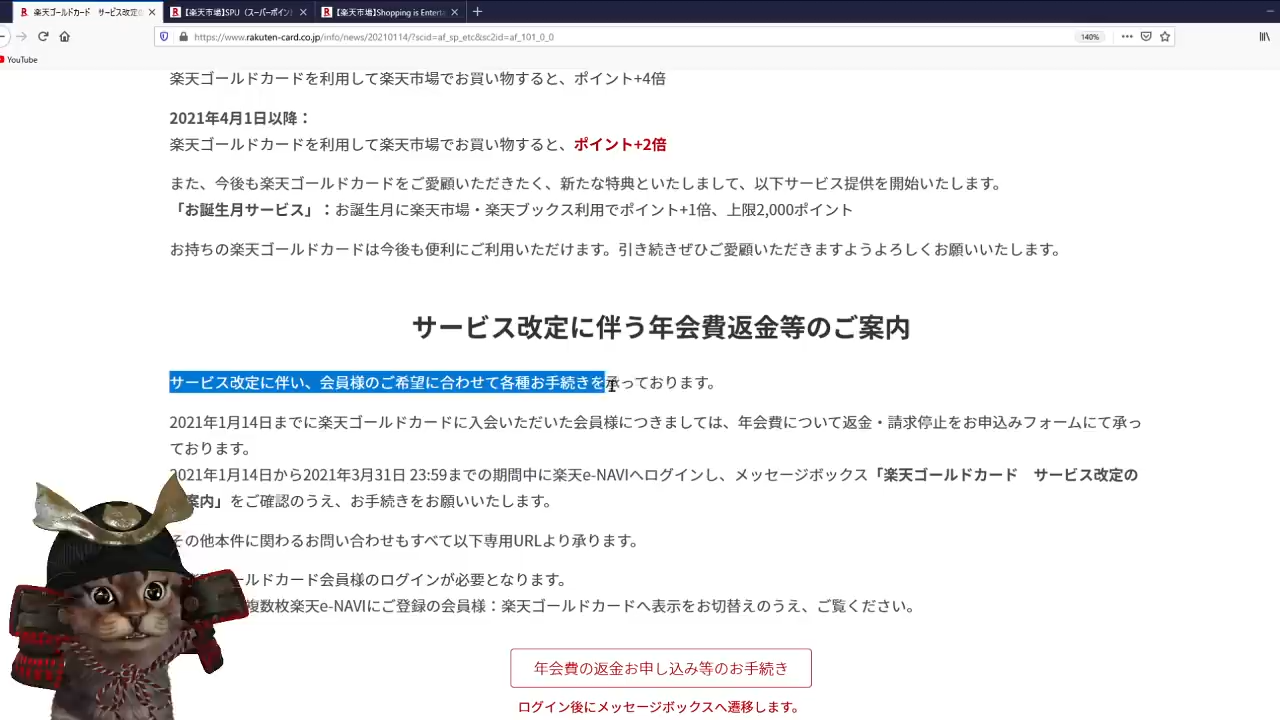 楽天ゴールドカード　サービス改定の
【楽天市場】SPU（スーパーポイント
【楽天市場】Shopping is Enterta
https://www.rakuten-card.co.jp/info/news/20210114/?scid=af_sp_etc&sc2id=af_101_0_0
140%
YouTube
楽天ゴールドカードを利用して楽天市場でお買い物すると、ポイント+4倍
2021年4月1日以降：
楽天ゴールドカードを利用して楽天市場でお買い物すると、ポイント+2倍
また、今後も楽天ゴールドカードをご愛顧いただきたく、新たな特典といたしまして、以下サービス提供を開始いたします。
「お誕生月サービス」：お誕生月に楽天市場・楽天ブックス利用でポイント+1倍、上限2,000ポイント
お持ちの楽天ゴールドカードは今後も便利にご利用いただけます。引き続きぜひご愛顧いただきますようよろしくお願いいたします。
サービス改定に伴う年会費返金等のご案内
サービス改定に伴い、会員様のご希望に合わせて各種お手続きを承っております。
2021年1月14日までに楽天ゴールドカードに入会いただいた会員様につきましては、年会費について返金・請求停止をお申込みフォームにて承っ
ております。
2021年1月14日から2021年3月31日 23:59までの期間中に楽天e-NAVIへログインし、メッセージボックス「楽天ゴールドカード　サービス改定の
案内」をご確認のうえ、お手続きをお願いいたします。
その他本件に関わるお問い合わせもすべて以下専用URLより承ります。
ールドカード会員様のログインが必要となります。
複数枚楽天e-NAVIにご登録の会員様：楽天ゴールドカードへ表示をお切替えのうえ、ご覧ください。
年会費の返金お申し込み等のお手続き
ログイン後にメッセージボックスへ遷移します。